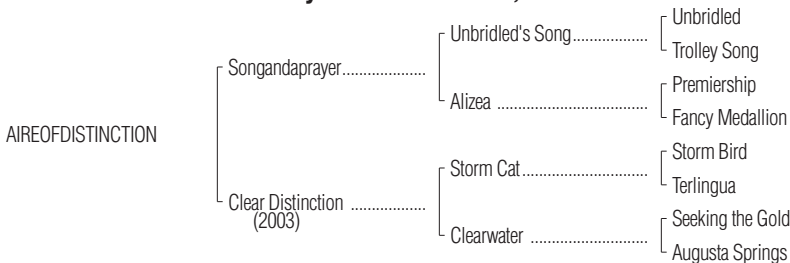 Unbridled
Unbridled's Song.................
Trolley Song
Songandaprayer....................
Premiership
Alizea ....................................
Fancy Medallion
AIREOFDISTINCTION
Storm Bird
Storm Cat..............................
Terlingua
Clear Distinction ..................
(2003)
Seeking the Gold
Clearwater ............................
Augusta Springs